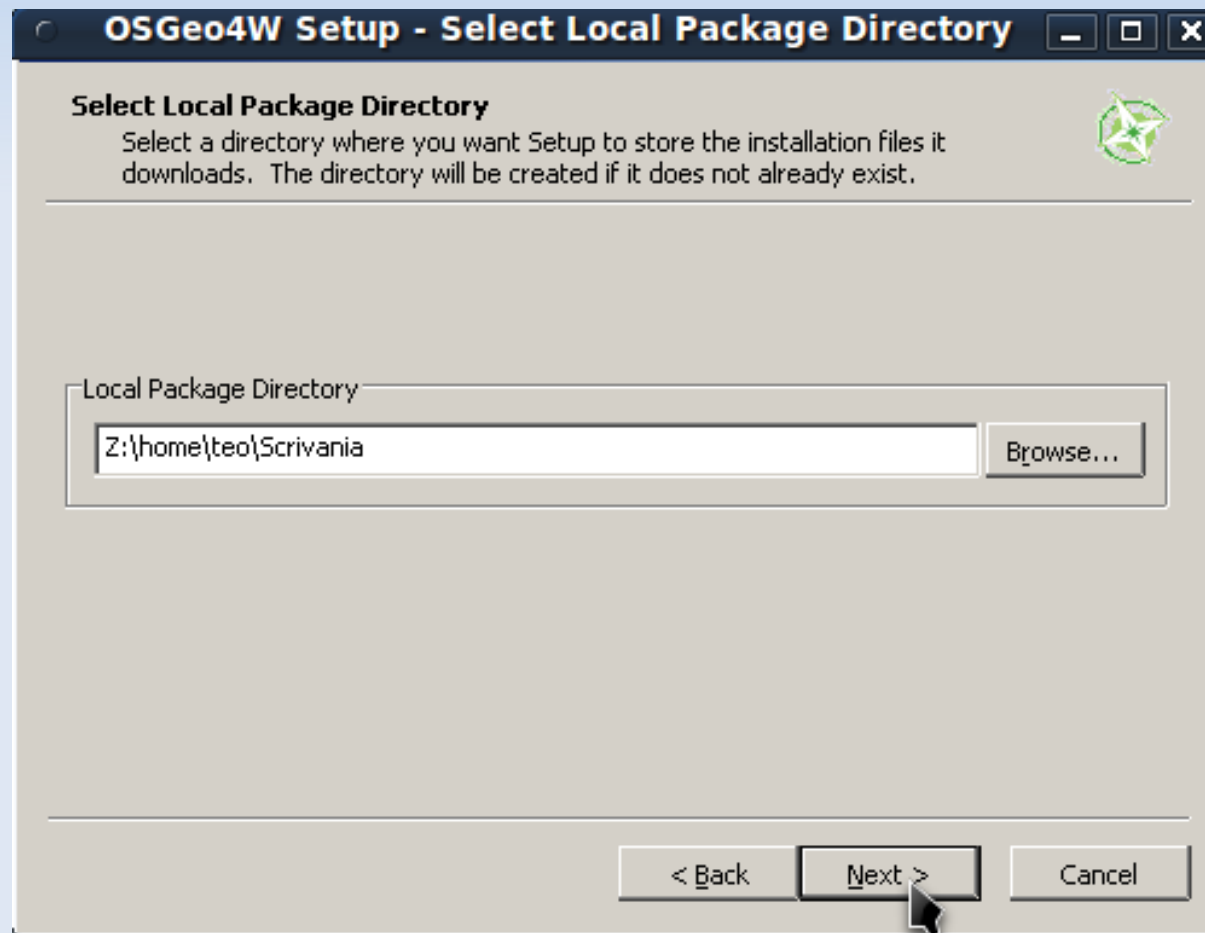 OSGeo4W Setup - Select Local Package Directory
Select Local Package Directory
Select a directory where you want Setup to store the installation files it
downloads.  The directory will be created if it does not already exist.
Local Package Directory
Z:\home\teo\Scrivania
Browse...
< Back
Next >
Cancel